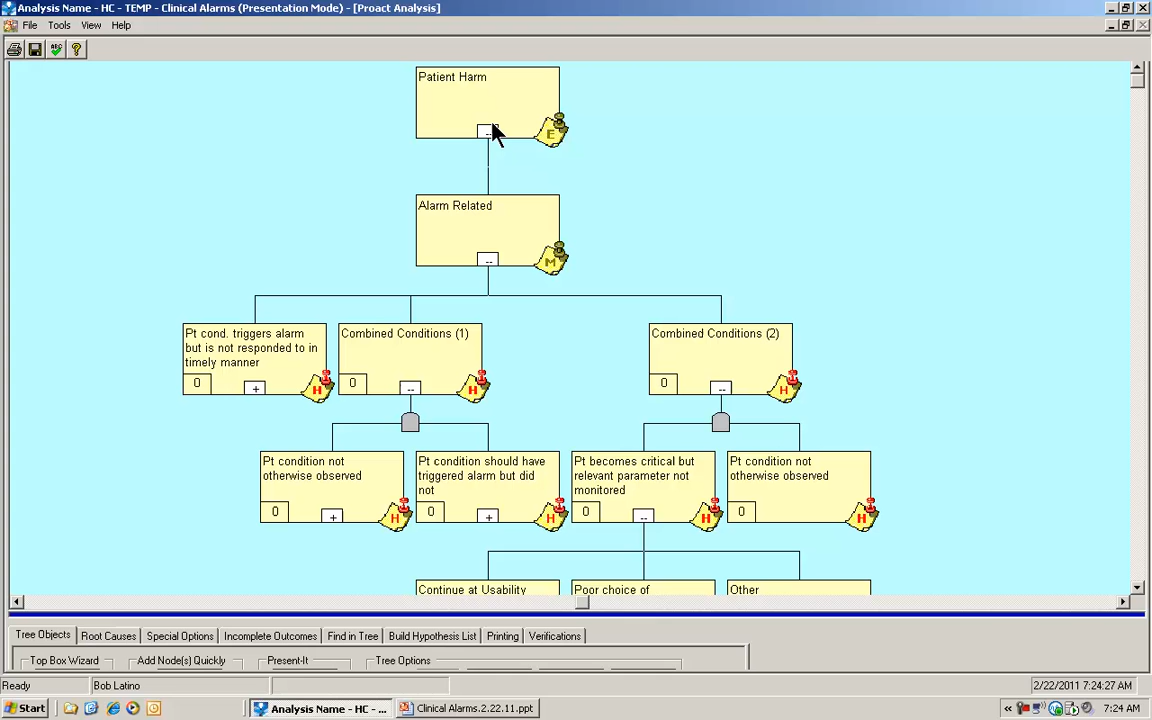 Analysis Name - HC - TEMP - Clinical Alarms (Presentation Mode) - [Proact Analysis]
File Tools View Help
ABC
?
Patient Harm
--
E
Alarm Related
--
M
Pt cond. triggers alarm
but is not responded to in
timely manner
0
+
H
Combined Conditions (1)
0
--
H
Combined Conditions (2)
0
--
H
Pt condition not
otherwise observed
0
+
H
Pt condition should have
triggered alarm but did
not
0
+
H
Pt becomes critical but
relevant parameter not
monitored
0
--
H
Pt condition not
otherwise observed
0
H
Continue at Usability
Poor choice of
Other
Tree Objects Root Causes Special Options Incomplete Outcomes Find in Tree Build Hypothesis List Printing Verifications
Top Box Wizard Add Node(s) Quickly Present-It Tree Options
Ready Bob Latino 2/22/2011 7:24:27 AM
Start Analysis Name - HC - ... Clinical Alarms.2.22.11.ppt « 7:24 AM